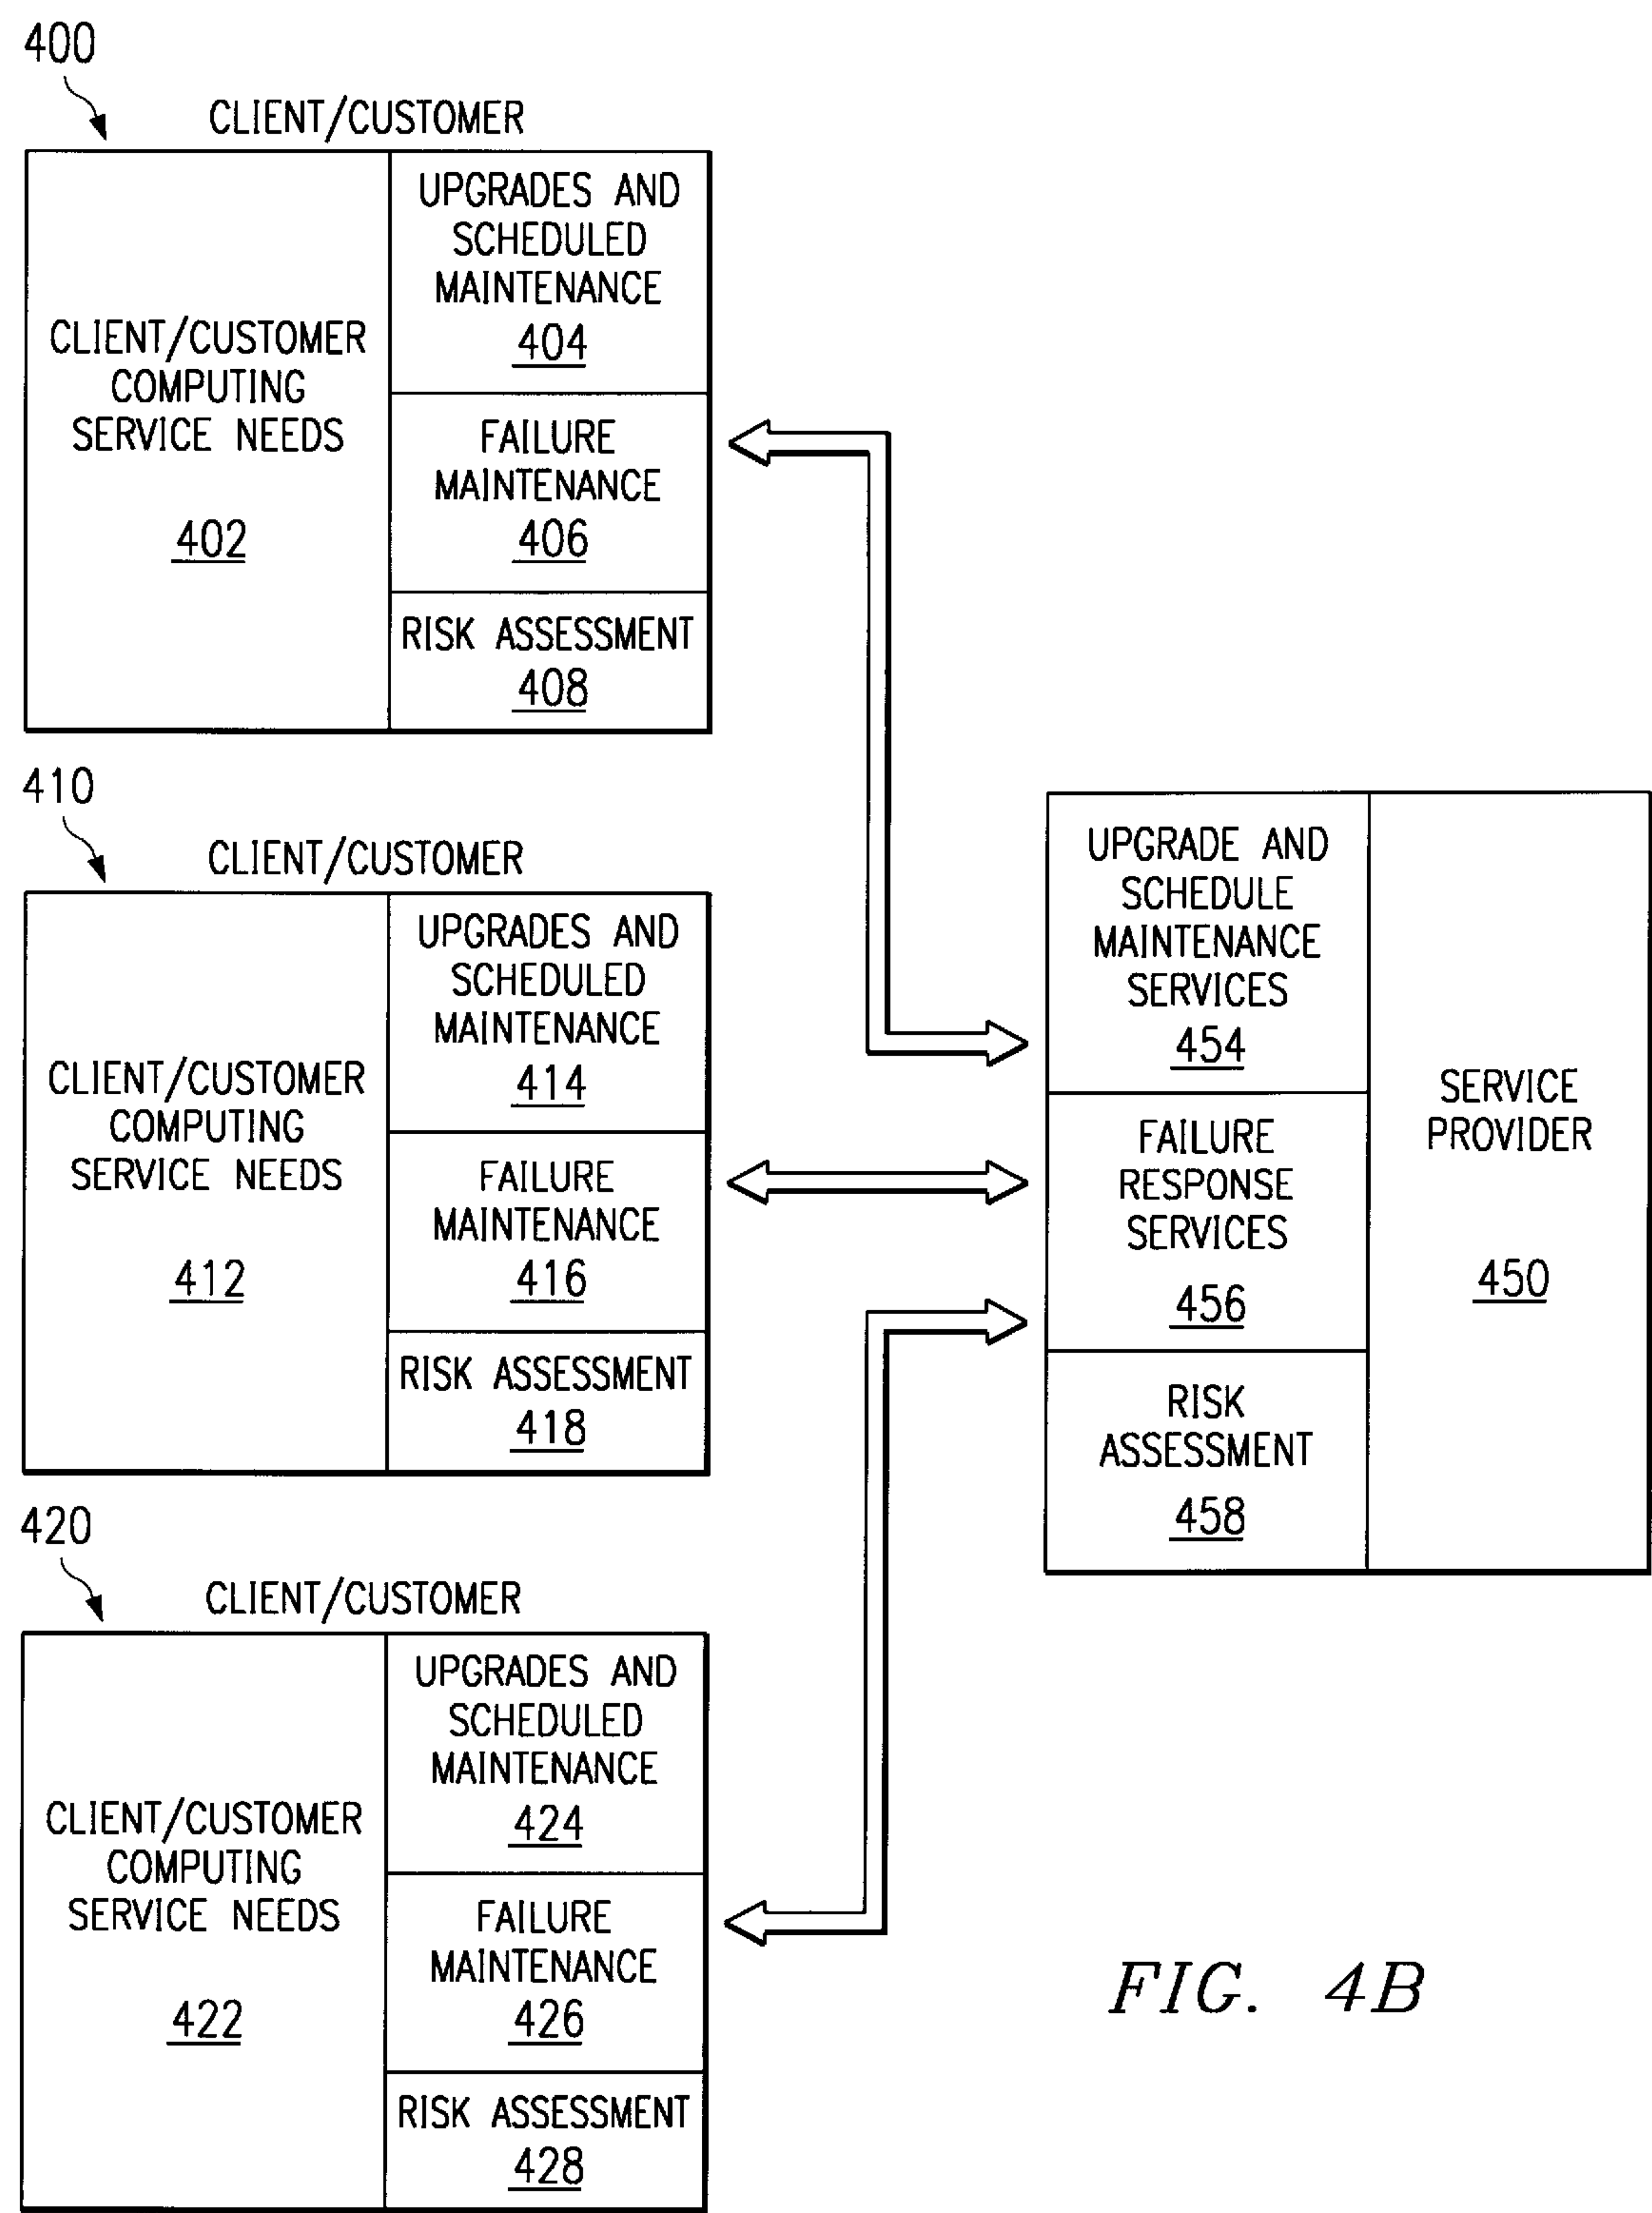 400
CLIENT/CUSTOMER
CLIENT/CUSTOMER
COMPUTING
SERVICE NEEDS
402
UPGRADES AND
SCHEDULED
MAINTENANCE
404
FAILURE
MAINTENANCE
406
RISK ASSESSMENT
408
410
CLIENT/CUSTOMER
CLIENT/CUSTOMER
COMPUTING
SERVICE NEEDS
412
UPGRADES AND
SCHEDULED
MAINTENANCE
414
FAILURE
MAINTENANCE
416
RISK ASSESSMENT
418
420
CLIENT/CUSTOMER
CLIENT/CUSTOMER
COMPUTING
SERVICE NEEDS
422
UPGRADES AND
SCHEDULED
MAINTENANCE
424
FAILURE
MAINTENANCE
426
RISK ASSESSMENT
428
UPGRADE AND
SCHEDULE
MAINTENANCE
SERVICES
454
FAILURE
RESPONSE
SERVICES
456
RISK
ASSESSMENT
458
SERVICE
PROVIDER
450
FIG. 4B